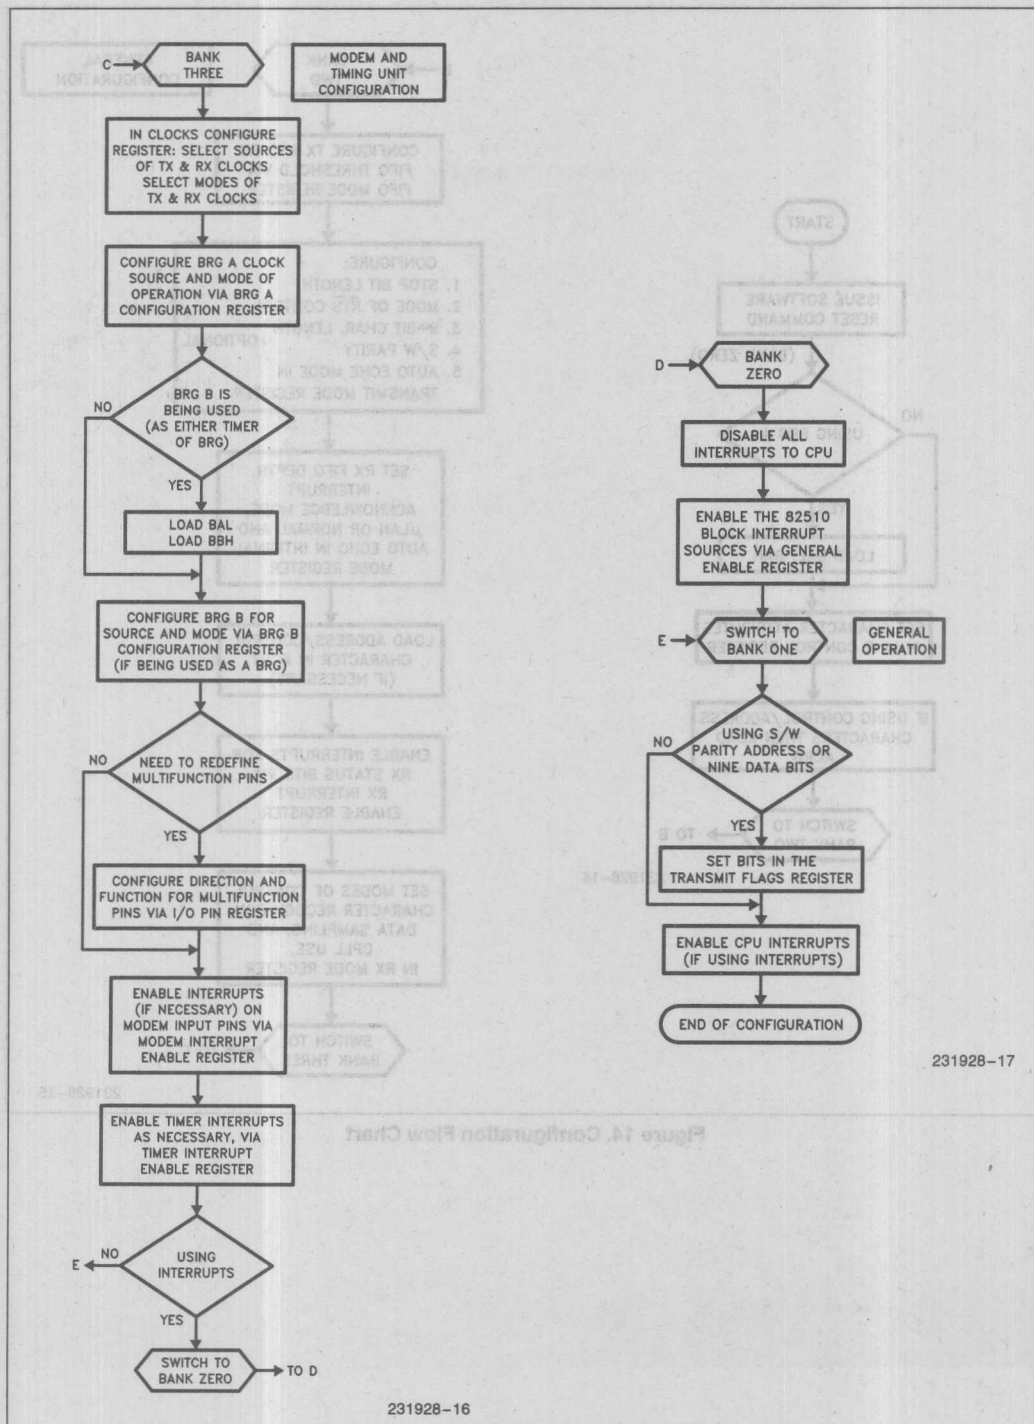 C
BANK
THREE
MODEM AND
TIMING UNIT
CONFIGURATION
IN CLOCKS CONFIGURE
REGISTER: SELECT SOURCES
OF TX & RX CLOCKS
SELECT MODES OF
TX & RX CLOCKS
CONFIGURE BRG A CLOCK
SOURCE AND MODE OF
OPERATION VIA BRG A
CONFIGURATION REGISTER
NO
BRG B IS
BEING USED
(AS EITHER TIMER
OF BRG)
YES
LOAD BAL
LOAD BBH
CONFIGURE BRG B FOR
SOURCE AND MODE VIA BRG B
CONFIGURATION REGISTER
(IF BEING USED AS A BRG)
NO
NEED TO REDEFINE
MULTIFUNCTION PINS
YES
CONFIGURE DIRECTION AND
FUNCTION FOR MULTIFUNCTION
PINS VIA I/O PIN REGISTER
ENABLE INTERRUPTS
(IF NECESSARY) ON
MODEM INPUT PINS VIA
MODEM INTERRUPT
ENABLE REGISTER
ENABLE TIMER INTERRUPTS
AS NECESSARY, VIA
TIMER INTERRUPT
ENABLE REGISTER
E
NO
USING
INTERRUPTS
YES
SWITCH TO
BANK ZERO
TO D
231928-16
D
BANK
ZERO
DISABLE ALL
INTERRUPTS TO CPU
ENABLE THE 82510
BLOCK INTERRUPT
SOURCES VIA GENERAL
ENABLE REGISTER
E
SWITCH TO
BANK ONE
GENERAL
OPERATION
NO
USING S/W
PARITY ADDRESS OR
NINE DATA BITS
YES
SET BITS IN THE
TRANSMIT FLAGS REGISTER
ENABLE CPU INTERRUPTS
(IF USING INTERRUPTS)
END OF CONFIGURATION
231928-17
Figure 14. Configuration Flow Chart